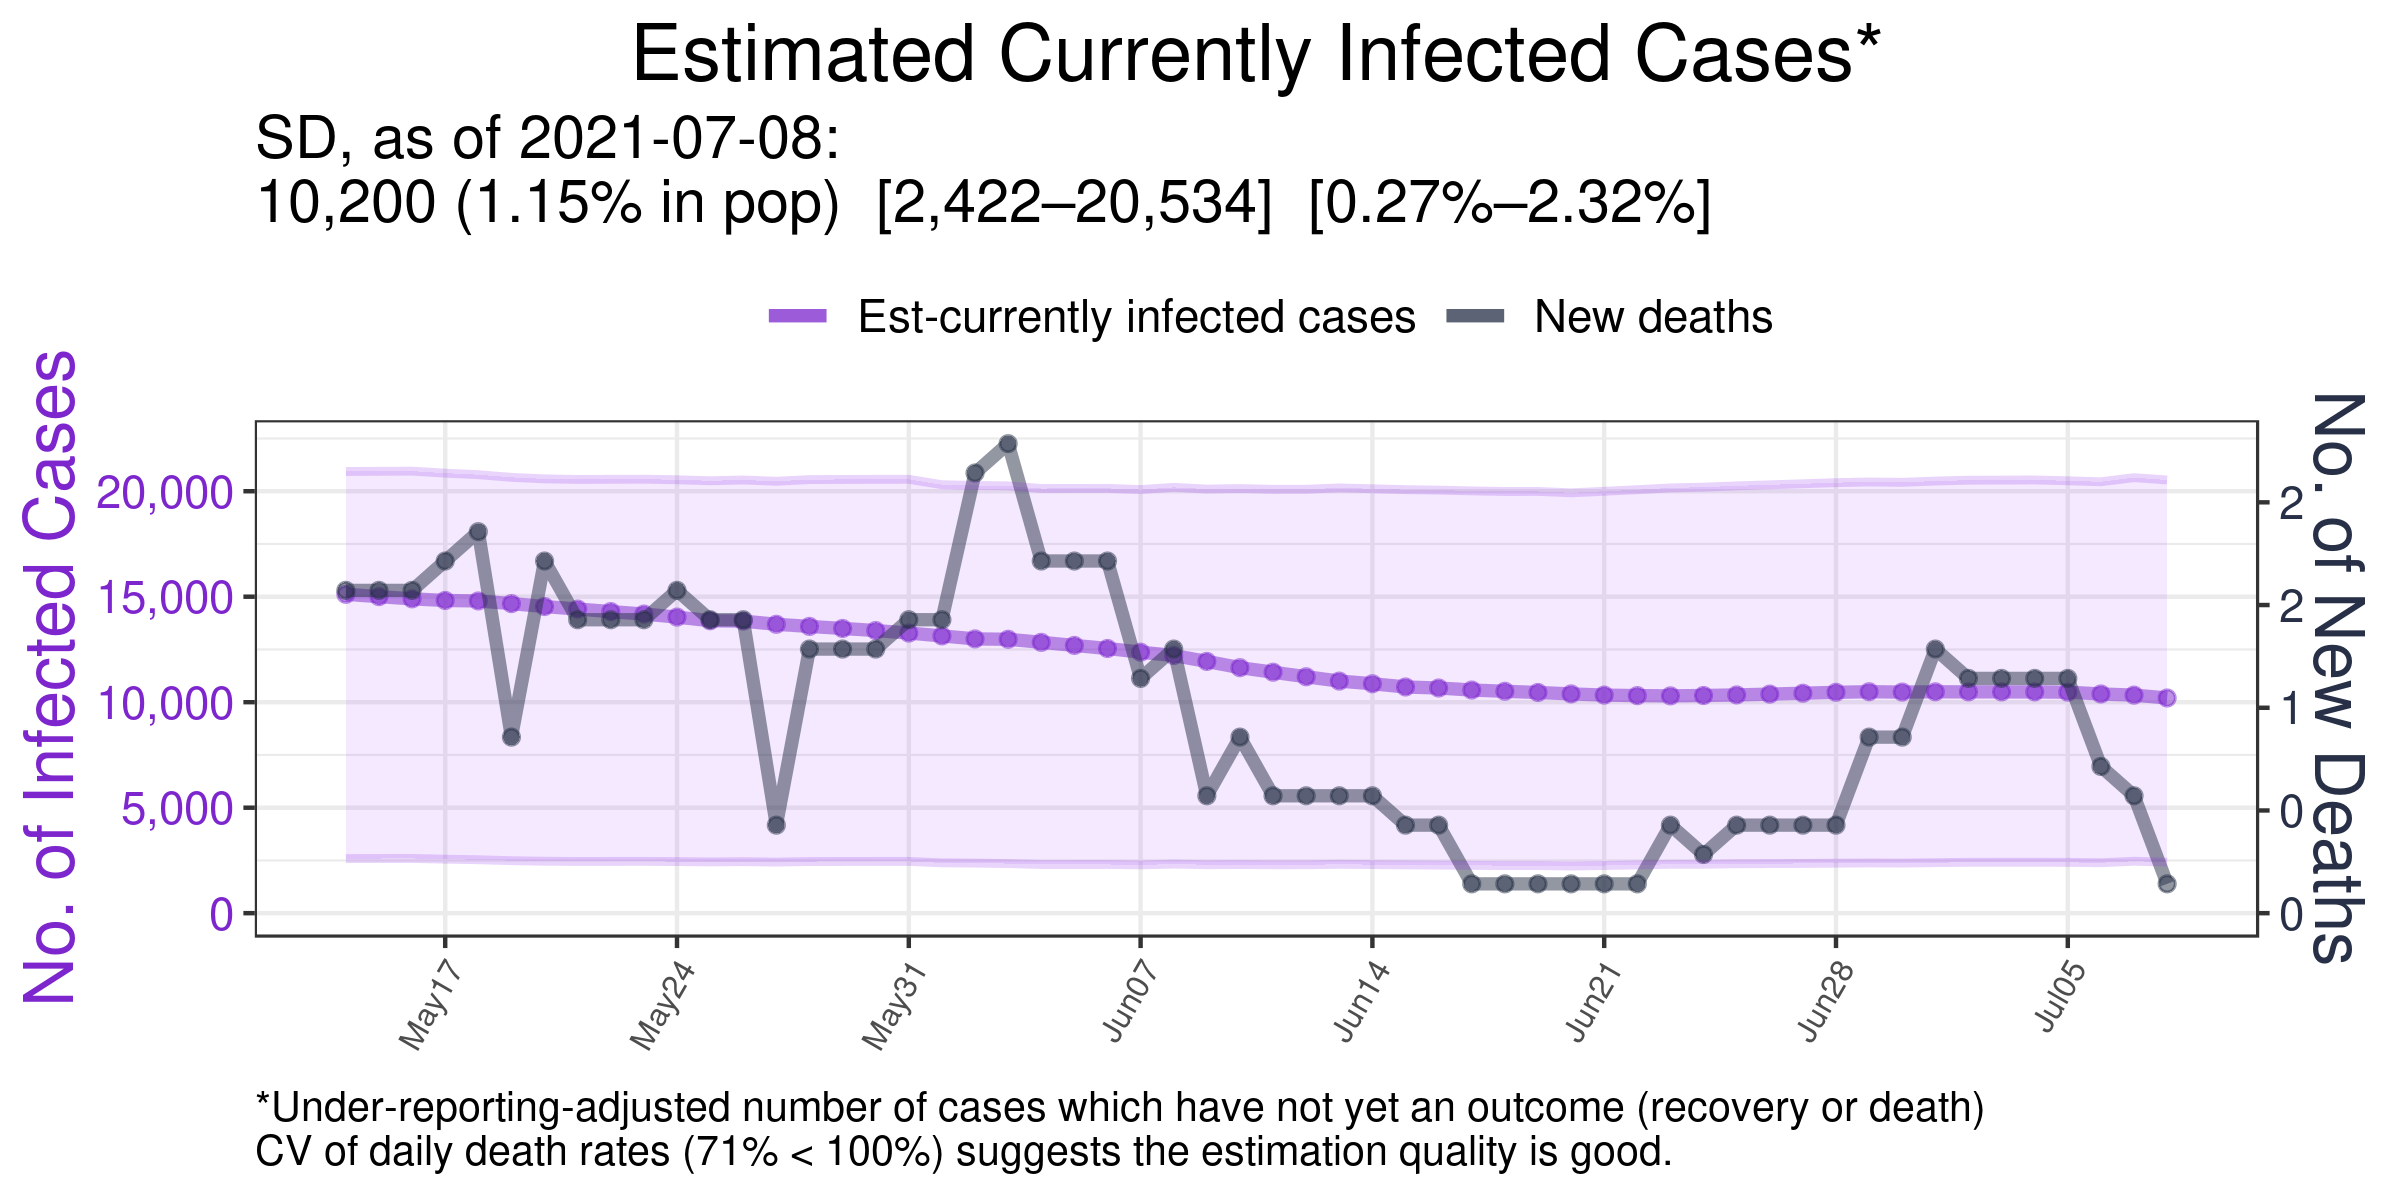 Estimated Currently Infected Cases*
SD, as of 2021-07-08:
10,200 (1.15% in pop)  [2,422–20,534]  [0.27%–2.32%]
Est-currently infected cases
New deaths
No. of Infected Cases
20,000
15,000
10,000
5,000
0
No. of New Deaths
2
2
1
0
0
May17
May24
May31
Jun07
Jun14
Jun21
Jun28
Jul05
*Under-reporting-adjusted number of cases which have not yet an outcome (recovery or death)
CV of daily death rates (71% < 100%) suggests the estimation quality is good.